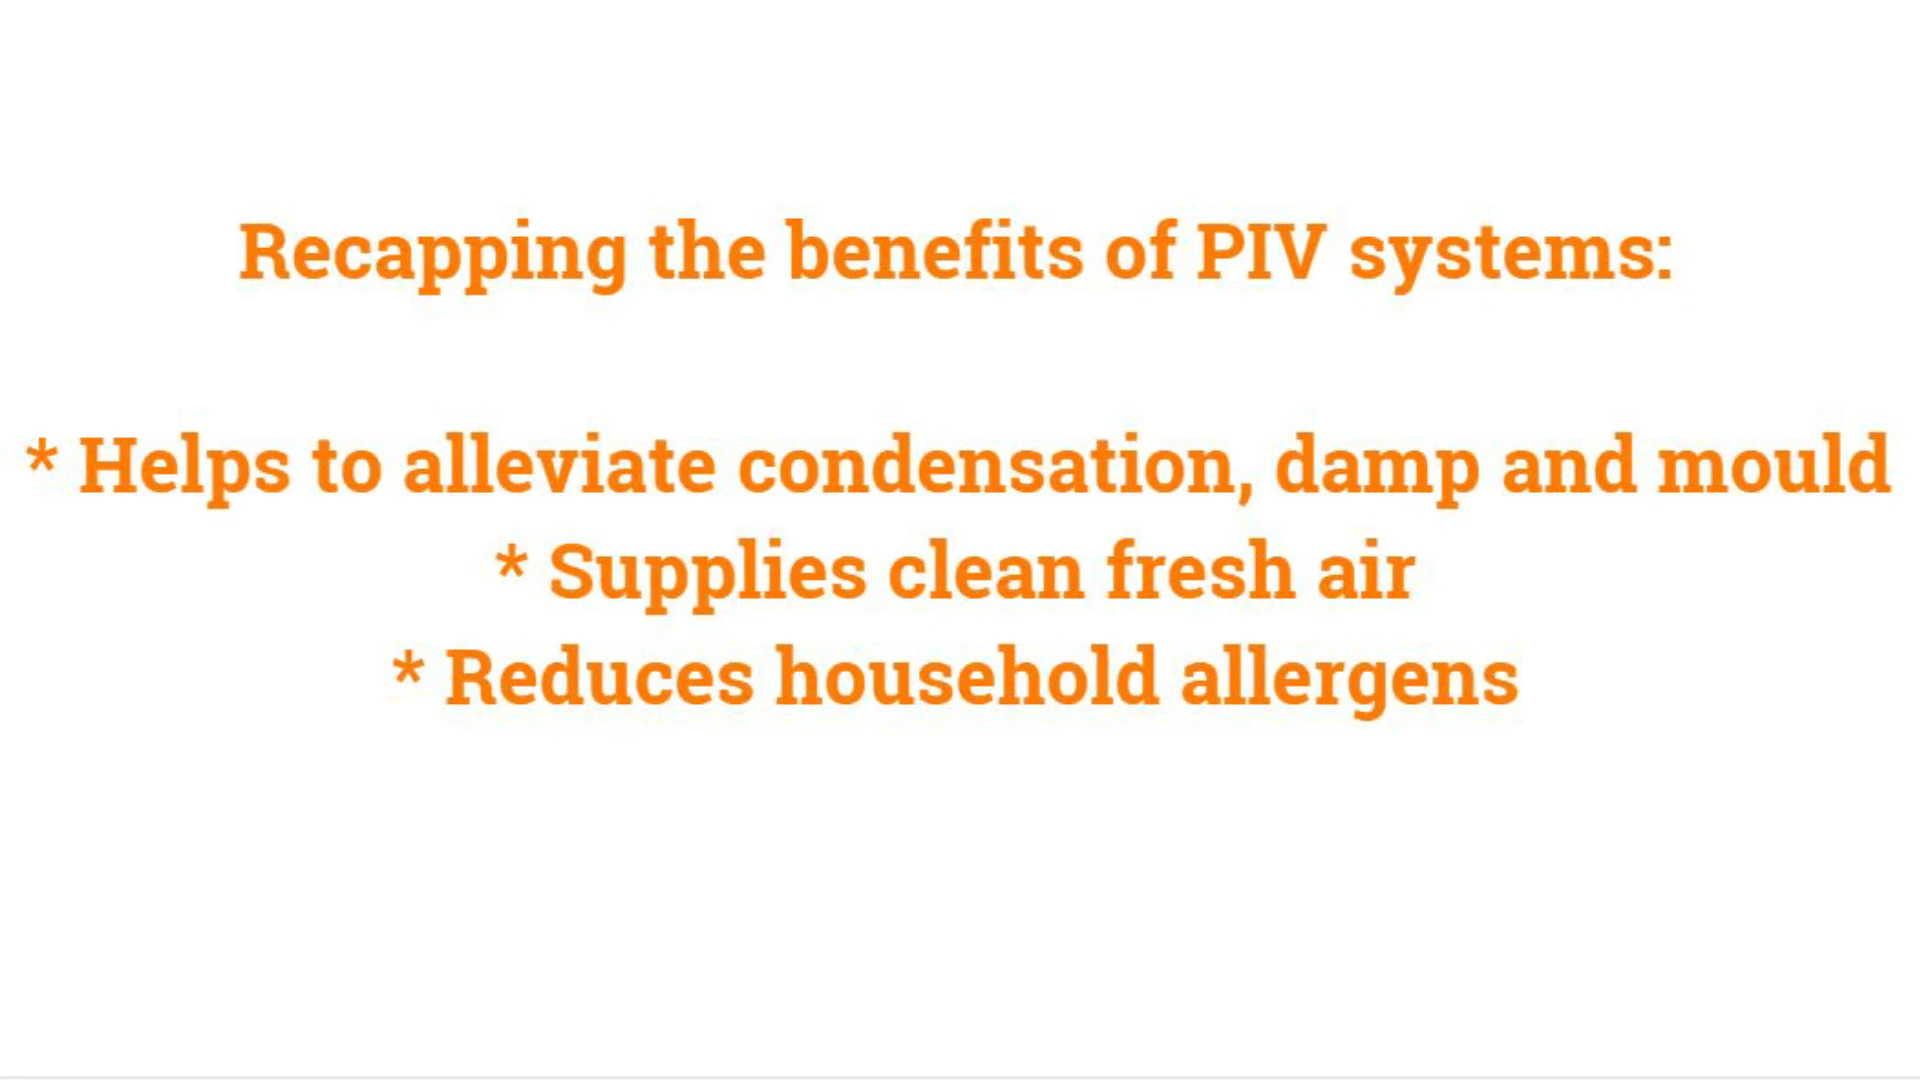 Recapping the benefits of PIV systems:
* Helps to alleviate condensation, damp and mould
* Supplies clean fresh air
* Reduces household allergens